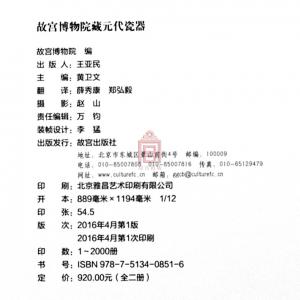 故宫博物院藏元代瓷器
故宫博物院 编
出 版 人：王亚民
主 编：黄卫文
翻 译：薛秀康 郑弘毅
摄 影：赵 山
责任编辑：万 钧
装帧设计：李 猛
出版发行：故宫出版社
地址：北京市东城区景山前街4号 邮编：100009
电话：010-85007808 010-85007816 传真：010-65129479
网址：www.culturefc.cn 邮箱：ggcb@culturefc.cn
印 刷：北京雅昌艺术印刷有限公司
开 本：889毫米×1194毫米 1/12
印 张：54.5
版 次：2016年4月第1版
2016年4月第1次印刷
印 数：1~2000册
书 号：ISBN 978-7-5134-0851-6
定 价：920.00元（全二册）